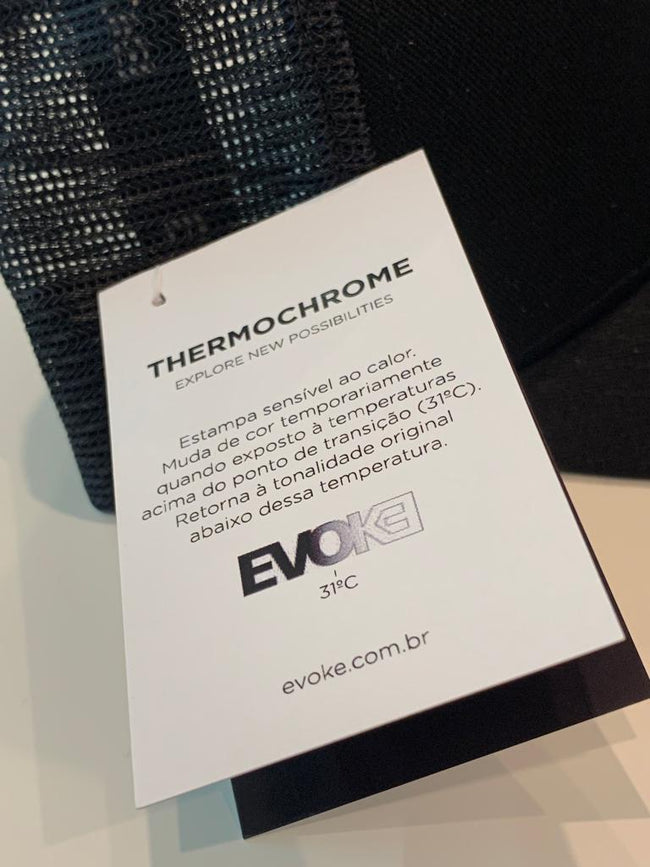 THERMOCHROME
EXPLORE NEW POSSIBILITIES
Estampa sensível ao calor.
Muda de cor temporariamente
quando exposto à temperaturas
acima do ponto de transição (31ºC).
Retorna à tonalidade original
abaixo dessa temperatura.
EVOKE
31ºC
evoke.com.br